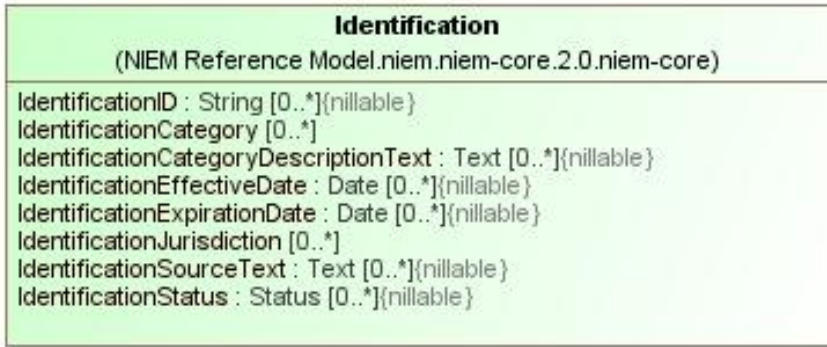 Identification
(NIEM Reference Model.niem.niem-core.2.0.niem-core)
IdentificationID : String [0..*]{nillable}
IdentificationCategory [0..*]
IdentificationCategoryDescriptionText : Text [0..*]{nillable}
IdentificationEffectiveDate : Date [0..*]{nillable}
IdentificationExpirationDate : Date [0..*]{nillable}
IdentificationJurisdiction [0..*]
IdentificationSourceText : Text [0..*]{nillable}
IdentificationStatus : Status [0..*]{nillable}